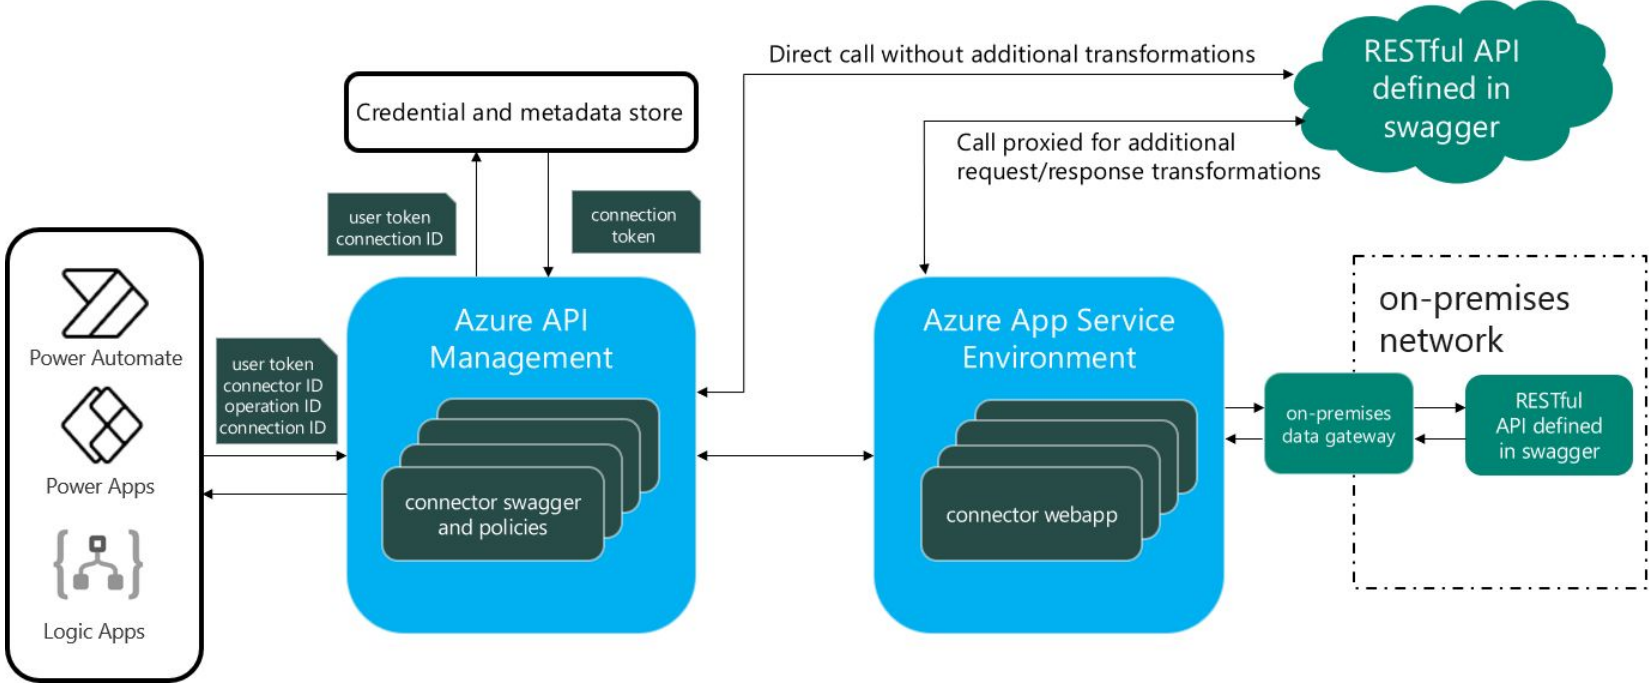 Direct call without additional transformations
RESTful API
defined in
swagger
Credential and metadata store
Call proxied for additional
request/response transformations
user token
connection ID
connection
token
Power Automate
Power Apps
Logic Apps
user token
connector ID
operation ID
connection ID
Azure API
Management
connector swagger
and policies
Azure App Service
Environment
connector webapp
on-premises
network
on-premises
data gateway
RESTful
API defined
in swagger